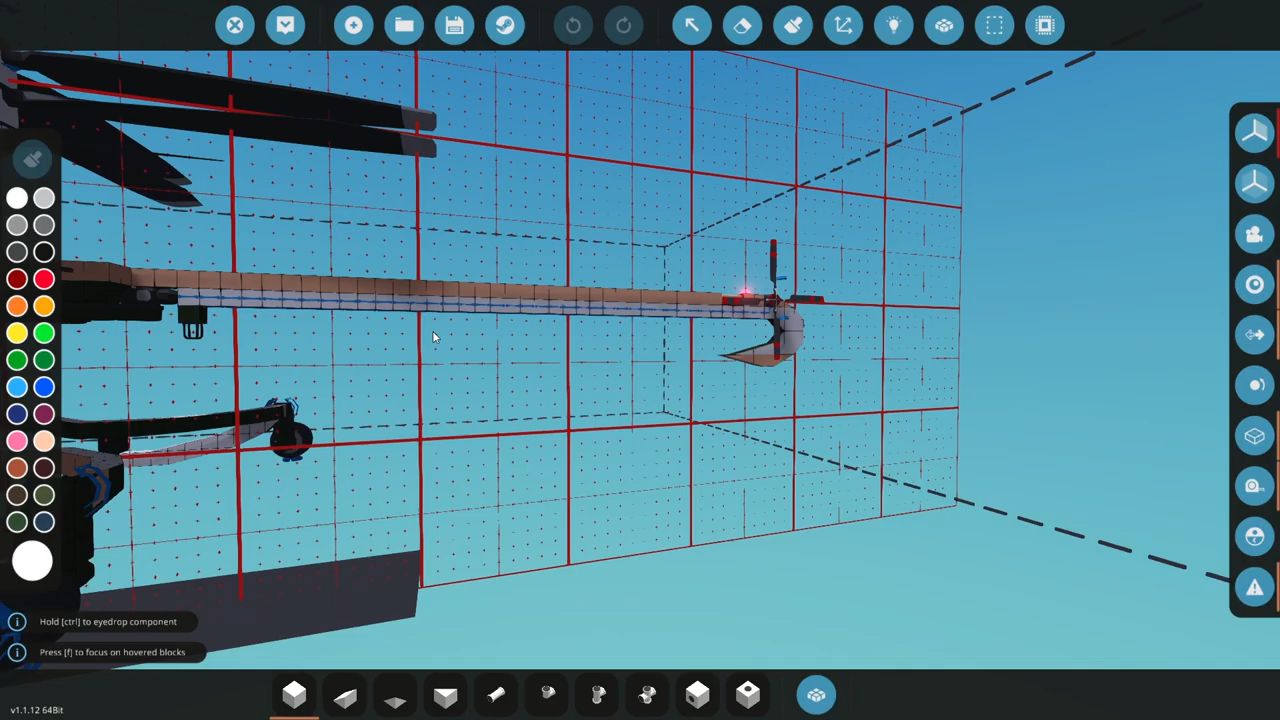 Hold [ctrl] to eyedrop component
Press [f] to focus on hovered blocks
v1.1.12 64Bit